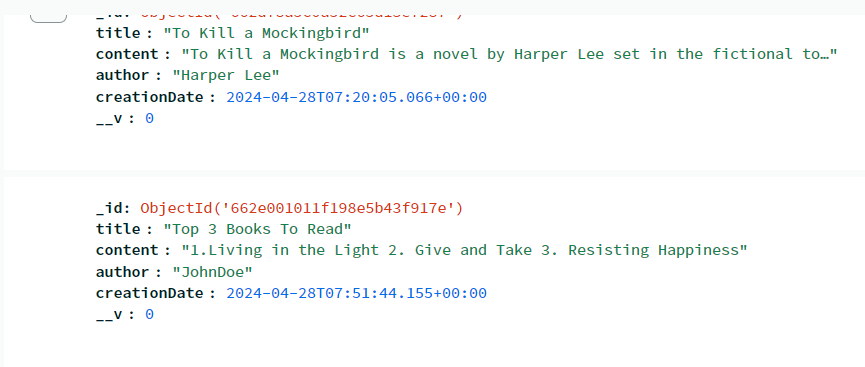 title : "To Kill a Mockingbird"
content : "To Kill a Mockingbird is a novel by Harper Lee set in the fictional to…"
author : "Harper Lee"
creationDate : 2024-04-28T07:20:05.066+00:00
__v : 0
_id: ObjectId('662e001011f198e5b43f917e')
title : "Top 3 Books To Read"
content : "1.Living in the Light 2. Give and Take 3. Resisting Happiness"
author : "JohnDoe"
creationDate : 2024-04-28T07:51:44.155+00:00
__v : 0